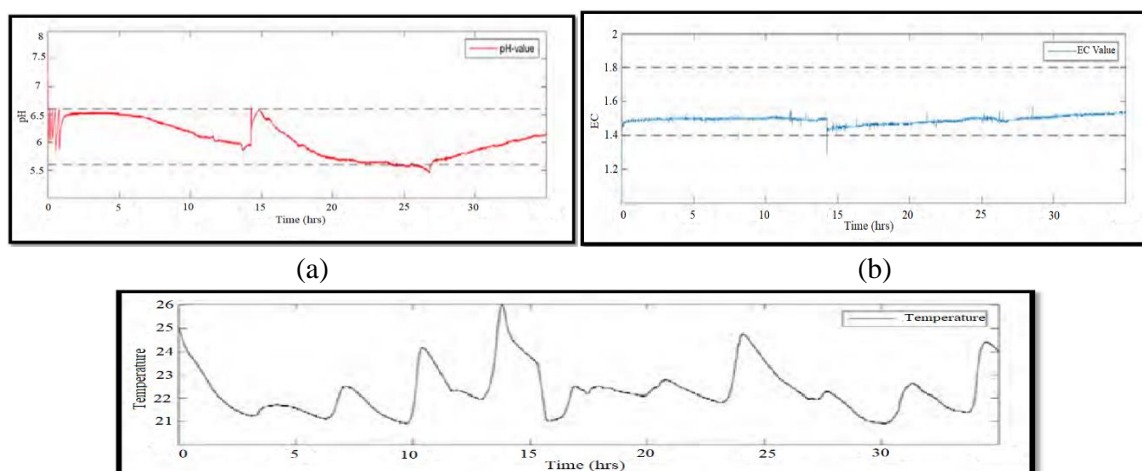 8
7.5
7
6.5
6
5.5
pH
pH-value
0 5 10 15 20 25 30
Time (hrs)
2
1.8
1.6
1.4
1.2
EC
EC Value
0 5 10 15 20 25 30
Time (hrs)
(a) (b)
26
25
24
23
22
21
Temperature
Temperature
0 5 10 15 20 25 30
Time (hrs)